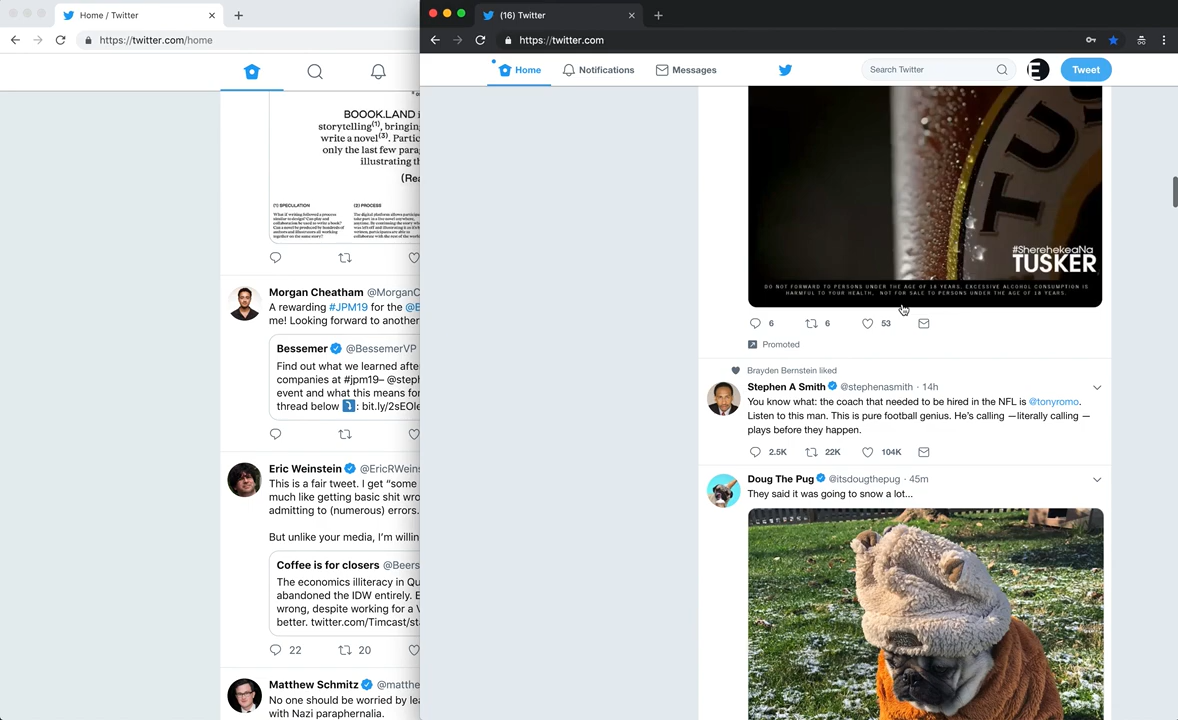 Home / Twitter
https://twitter.com/home
BOOOK.LAND i
storytelling(1), bringin
write a novel(3). Partic
only the last few para
illustrating th
(Rea
(1) SPECULATION
(2) PROCESS
Morgan Cheatham @MorganC
A rewarding #JPM19 for the @B
me! Looking forward to another
Bessemer @BessemerVP
Find out what we learned afte
companies at #jpm19– @steph
event and what this means for
thread below : bit.ly/2sEOle
Eric Weinstein @EricRWeins
This is a fair tweet. I get “some
much like getting basic shit wro
admitting to (numerous) errors.
But unlike your media, I’m willin
Coffee is for closers @Beers
The economics illiteracy in Qu
abandoned the IDW entirely. E
wrong, despite working for a V
better. twitter.com/Timcast/sta
22 20
Matthew Schmitz @matthe
No one should be worried by lea
with Nazi paraphernalia.
(16) Twitter
https://twitter.com
Home Notifications Messages Search Twitter Tweet
TU
#SherehekeaNa
TUSKER
DO NOT FORWARD TO PERSONS UNDER THE AGE OF 18 YEARS, EXCESSIVE ALCOHOL CONSUMPTION IS
HARMFUL TO YOUR HEALTH, NOT FOR SALE TO PERSONS UNDER THE AGE OF 18 YEARS.
6 6 53
Promoted
Brayden Bernstein liked
Stephen A Smith @stephenasmith · 14h
You know what: the coach that needed to be hired in the NFL is @tonyromo.
Listen to this man. This is pure football genius. He’s calling —literally calling —
plays before they happen.
2.5K 22K 104K
Doug The Pug @itsdougthepug · 45m
They said it was going to snow a lot...